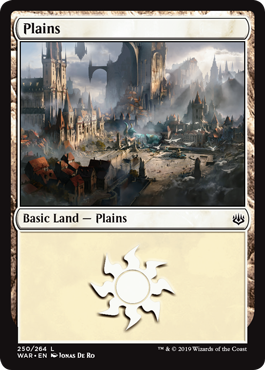 Plains
Basic Land — Plains
250/264 L
WAR • EN Jonas De Ro
™ & © 2019 Wizards of the Coast